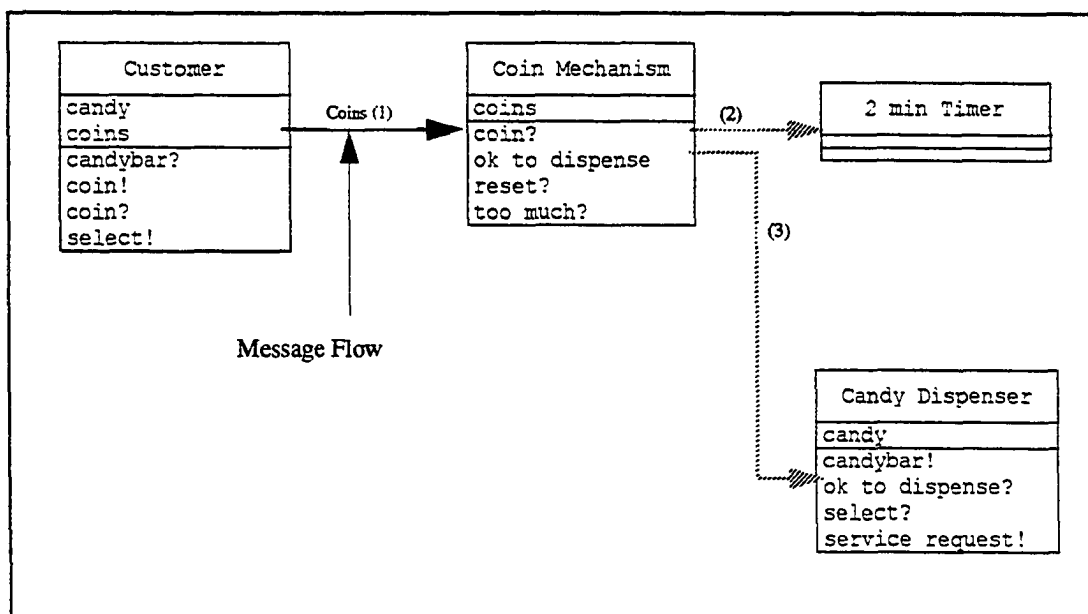 Customer
candy
coins
candybar?
coin!
coin?
select!
Coins (1)
Message Flow
Coin Mechanism
coins
coin?
ok to dispense
reset?
too much?
(2)
2 min Timer
(3)
Candy Dispenser
candy
candybar!
ok to dispense?
select?
service request!